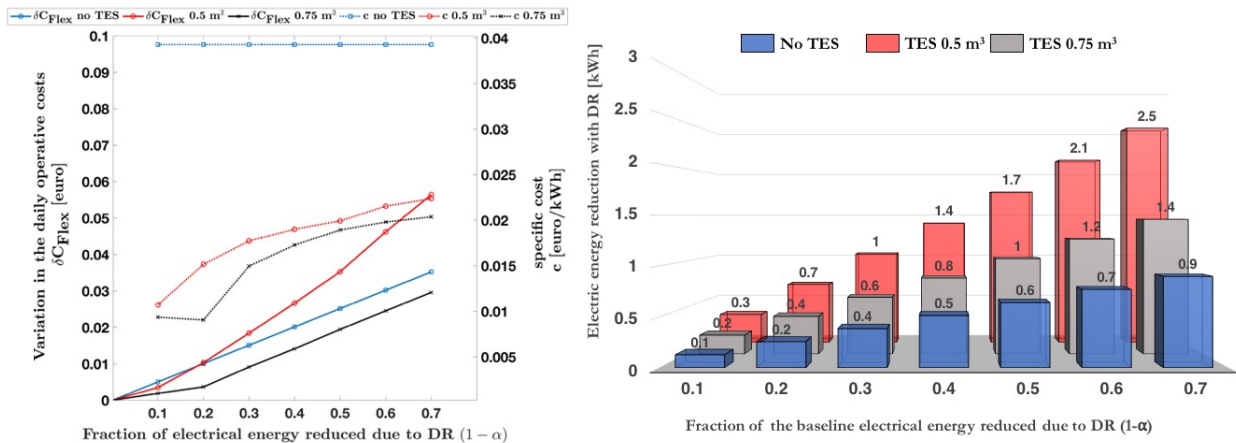 δC_Flex no TES δC_Flex 0.5 m³ δC_Flex 0.75 m³ c no TES c 0.5 m³ c 0.75 m³
Variation in the daily operative costs
δC_Flex [euro]
0.1
0.09
0.08
0.07
0.06
0.05
0.04
0.03
0.02
0.01
0
0.04
0.035
0.03
0.025
0.02
0.015
0.01
0.005
specific cost
c [euro/kWh]
0.1 0.2 0.3 0.4 0.5 0.6 0.7
Fraction of electrical energy reduced due to DR (1 − α)
No TES TES 0.5 m³ TES 0.75 m³
Electric energy reduction with DR [kWh]
3
2.5
2
1.5
1
0.5
0
0.3 0.7 1 1.4 1.7 2.1 2.5
0.2 0.4 0.6 0.8 1 1.2 1.4
0.1 0.2 0.4 0.5 0.6 0.7 0.9
0.1 0.2 0.3 0.4 0.5 0.6 0.7
Fraction of the baseline electrical energy reduced due to DR (1-α)